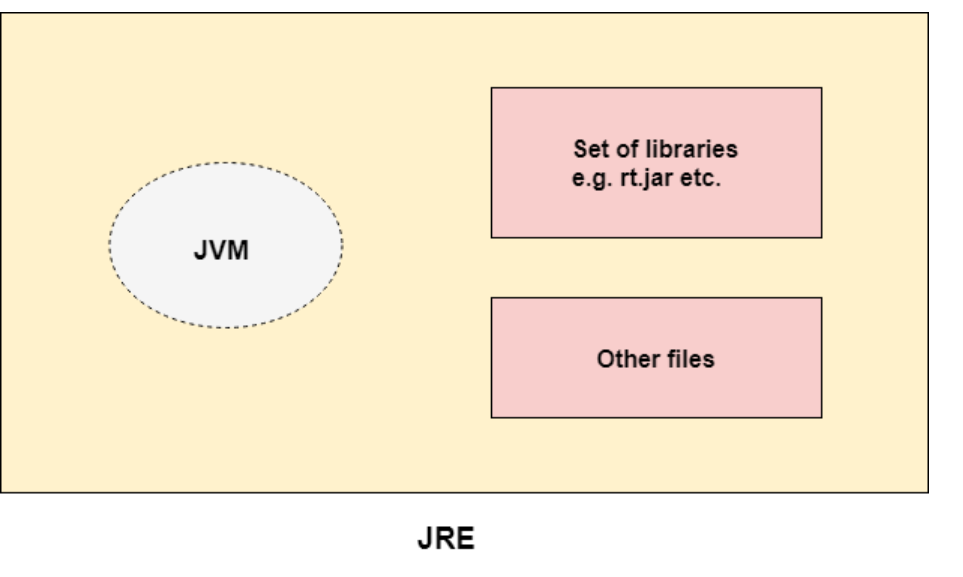 Set of libraries
e.g. rt.jar etc.
JVM
Other files
JRE